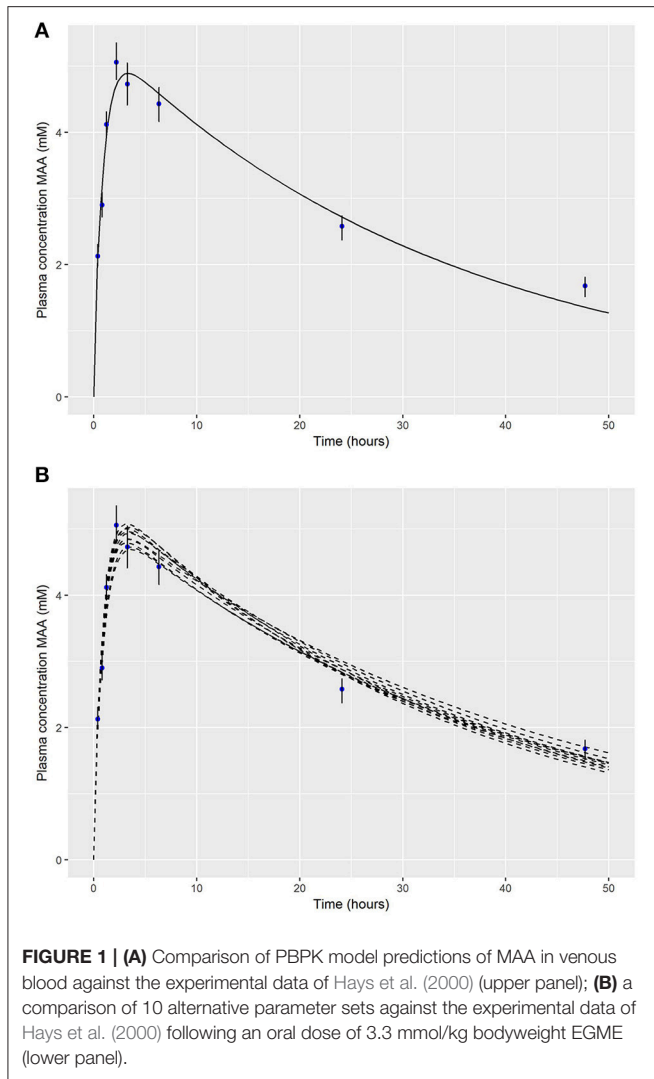 A
Plasma concentration MAA (mM)
4
2
0
0 10 20 30 40 50
Time (hours)
B
Plasma concentration MAA (mM)
4
2
0
0 10 20 30 40 50
Time (hours)
FIGURE 1 | (A) Comparison of PBPK model predictions of MAA in venous
blood against the experimental data of Hays et al. (2000) (upper panel); (B) a
comparison of 10 alternative parameter sets against the experimental data of
Hays et al. (2000) following an oral dose of 3.3 mmol/kg bodyweight EGME
(lower panel).